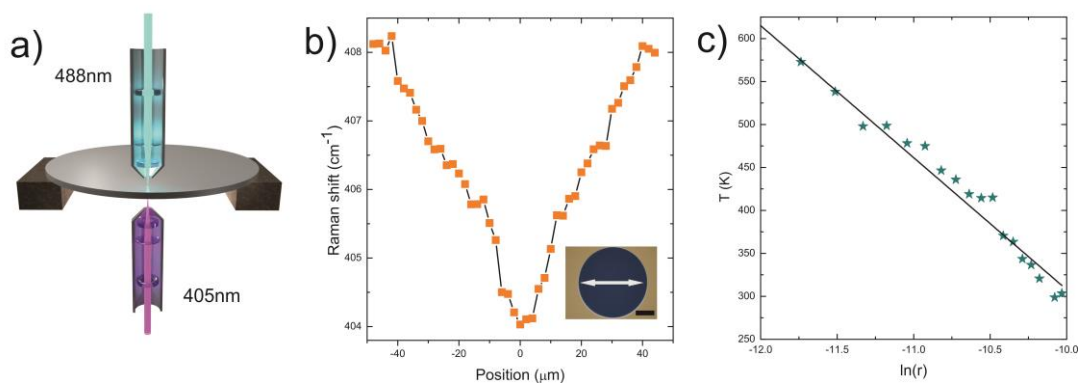 a)
488nm
405nm
b)
Raman shift (cm⁻¹)
408
407
406
405
404
-40 -20 0 20 40
Position (μm)
c)
T (K)
600
550
500
450
400
350
300
250
-12.0 -11.5 -11.0 -10.5 -10.0
ln(r)